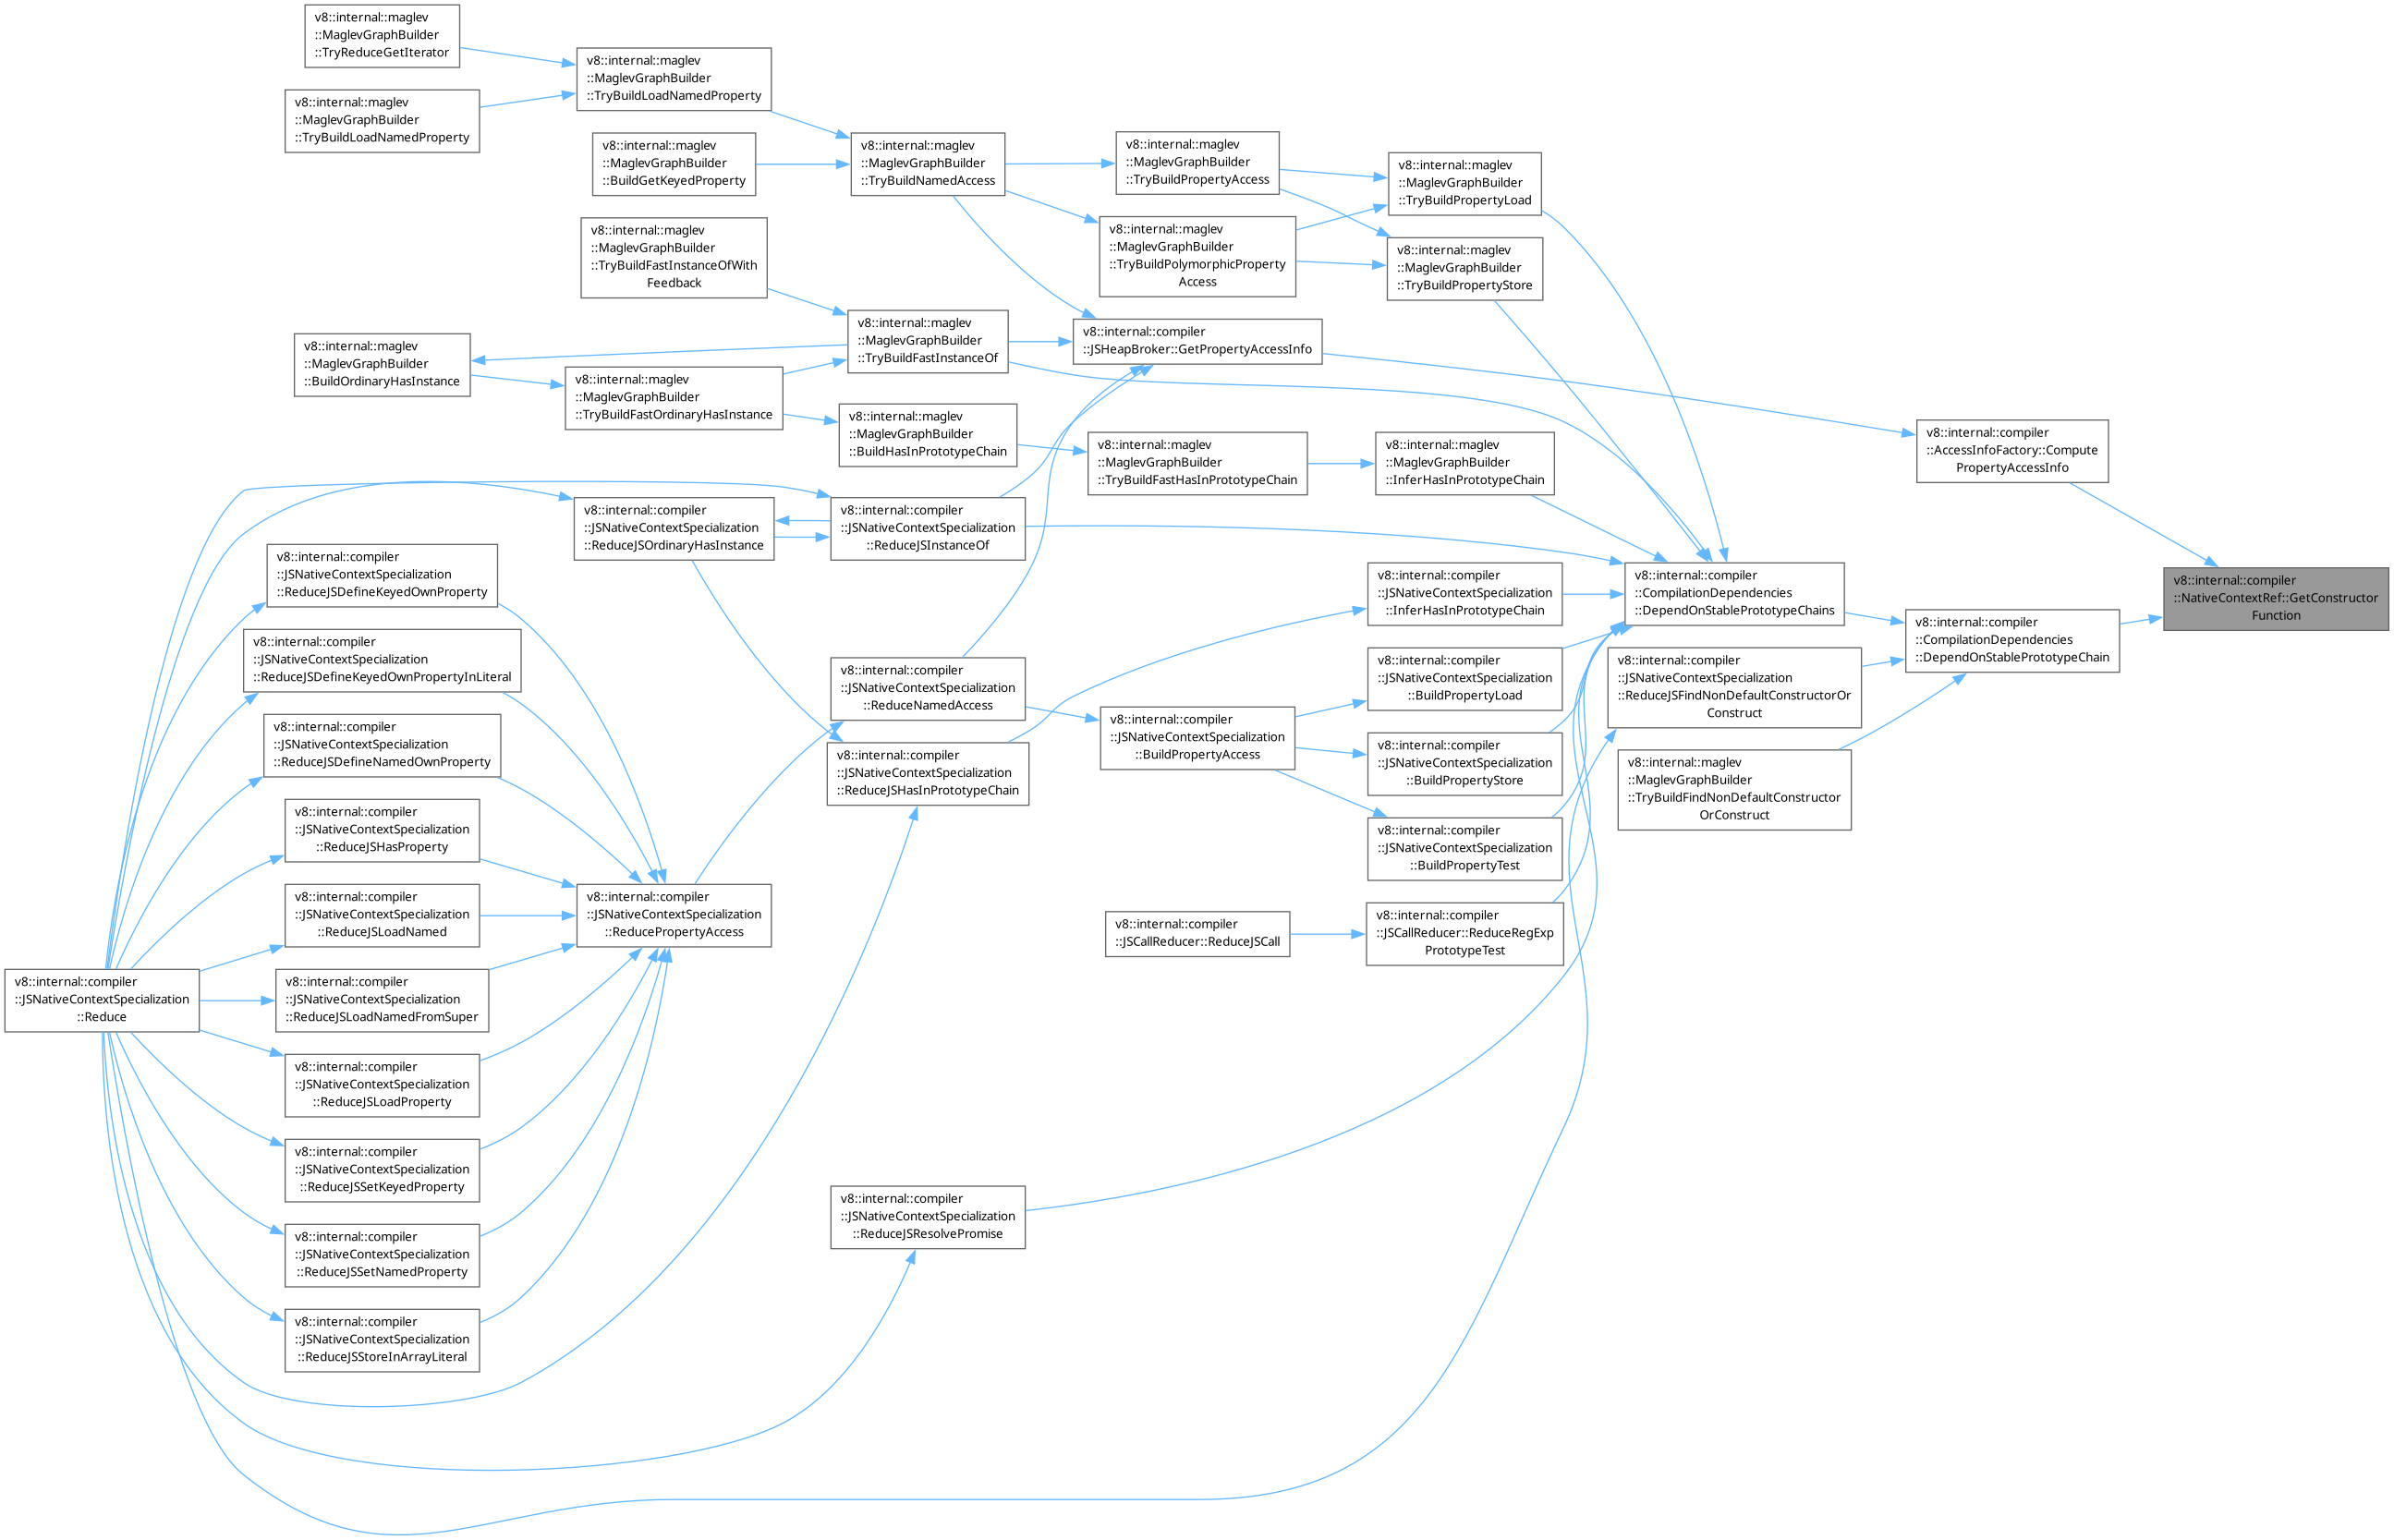 v8::internal::maglev
::MaglevGraphBuilder
::TryReduceGetIterator
v8::internal::maglev
::MaglevGraphBuilder
::TryBuildLoadNamedProperty
v8::internal::maglev
::MaglevGraphBuilder
::TryBuildLoadNamedProperty
v8::internal::maglev
::MaglevGraphBuilder
::BuildGetKeyedProperty
v8::internal::maglev
::MaglevGraphBuilder
::TryBuildNamedAccess
v8::internal::maglev
::MaglevGraphBuilder
::TryBuildPropertyAccess
v8::internal::maglev
::MaglevGraphBuilder
::TryBuildPropertyLoad
v8::internal::maglev
::MaglevGraphBuilder
::TryBuildFastInstanceOfWith
Feedback
v8::internal::maglev
::MaglevGraphBuilder
::TryBuildPolymorphicProperty
Access
v8::internal::maglev
::MaglevGraphBuilder
::TryBuildPropertyStore
v8::internal::maglev
::MaglevGraphBuilder
::BuildOrdinaryHasInstance
v8::internal::maglev
::MaglevGraphBuilder
::TryBuildFastInstanceOf
v8::internal::compiler
::JSHeapBroker::GetPropertyAccessInfo
v8::internal::maglev
::MaglevGraphBuilder
::TryBuildFastOrdinaryHasInstance
v8::internal::maglev
::MaglevGraphBuilder
::BuildHasInPrototypeChain
v8::internal::maglev
::MaglevGraphBuilder
::TryBuildFastHasInPrototypeChain
v8::internal::maglev
::MaglevGraphBuilder
::InferHasInPrototypeChain
v8::internal::compiler
::AccessInfoFactory::Compute
PropertyAccessInfo
v8::internal::compiler
::JSNativeContextSpecialization
::ReduceJSOrdinaryHasInstance
v8::internal::compiler
::JSNativeContextSpecialization
::ReduceJSInstanceOf
v8::internal::compiler
::JSNativeContextSpecialization
::ReduceJSDefineKeyedOwnProperty
v8::internal::compiler
::JSNativeContextSpecialization
::InferHasInPrototypeChain
v8::internal::compiler
::CompilationDependencies
::DependOnStablePrototypeChains
v8::internal::compiler
::NativeContextRef::GetConstructor
Function
v8::internal::compiler
::CompilationDependencies
::DependOnStablePrototypeChain
v8::internal::compiler
::JSNativeContextSpecialization
::ReduceJSDefineKeyedOwnPropertyInLiteral
v8::internal::compiler
::JSNativeContextSpecialization
::ReduceNamedAccess
v8::internal::compiler
::JSNativeContextSpecialization
::BuildPropertyLoad
v8::internal::compiler
::JSNativeContextSpecialization
::ReduceJSFindNonDefaultConstructorOr
Construct
v8::internal::compiler
::JSNativeContextSpecialization
::ReduceJSDefineNamedOwnProperty
v8::internal::compiler
::JSNativeContextSpecialization
::ReduceJSHasInPrototypeChain
v8::internal::compiler
::JSNativeContextSpecialization
::BuildPropertyAccess
v8::internal::compiler
::JSNativeContextSpecialization
::BuildPropertyStore
v8::internal::maglev
::MaglevGraphBuilder
::TryBuildFindNonDefaultConstructor
OrConstruct
v8::internal::compiler
::JSNativeContextSpecialization
::ReduceJSHasProperty
v8::internal::compiler
::JSNativeContextSpecialization
::BuildPropertyTest
v8::internal::compiler
::JSNativeContextSpecialization
::ReduceJSLoadNamed
v8::internal::compiler
::JSNativeContextSpecialization
::ReducePropertyAccess
v8::internal::compiler
::JSCallReducer::ReduceJSCall
v8::internal::compiler
::JSCallReducer::ReduceRegExp
PrototypeTest
v8::internal::compiler
::JSNativeContextSpecialization
::Reduce
v8::internal::compiler
::JSNativeContextSpecialization
::ReduceJSLoadNamedFromSuper
v8::internal::compiler
::JSNativeContextSpecialization
::ReduceJSLoadProperty
v8::internal::compiler
::JSNativeContextSpecialization
::ReduceJSSetKeyedProperty
v8::internal::compiler
::JSNativeContextSpecialization
::ReduceJSResolvePromise
v8::internal::compiler
::JSNativeContextSpecialization
::ReduceJSSetNamedProperty
v8::internal::compiler
::JSNativeContextSpecialization
::ReduceJSStoreInArrayLiteral